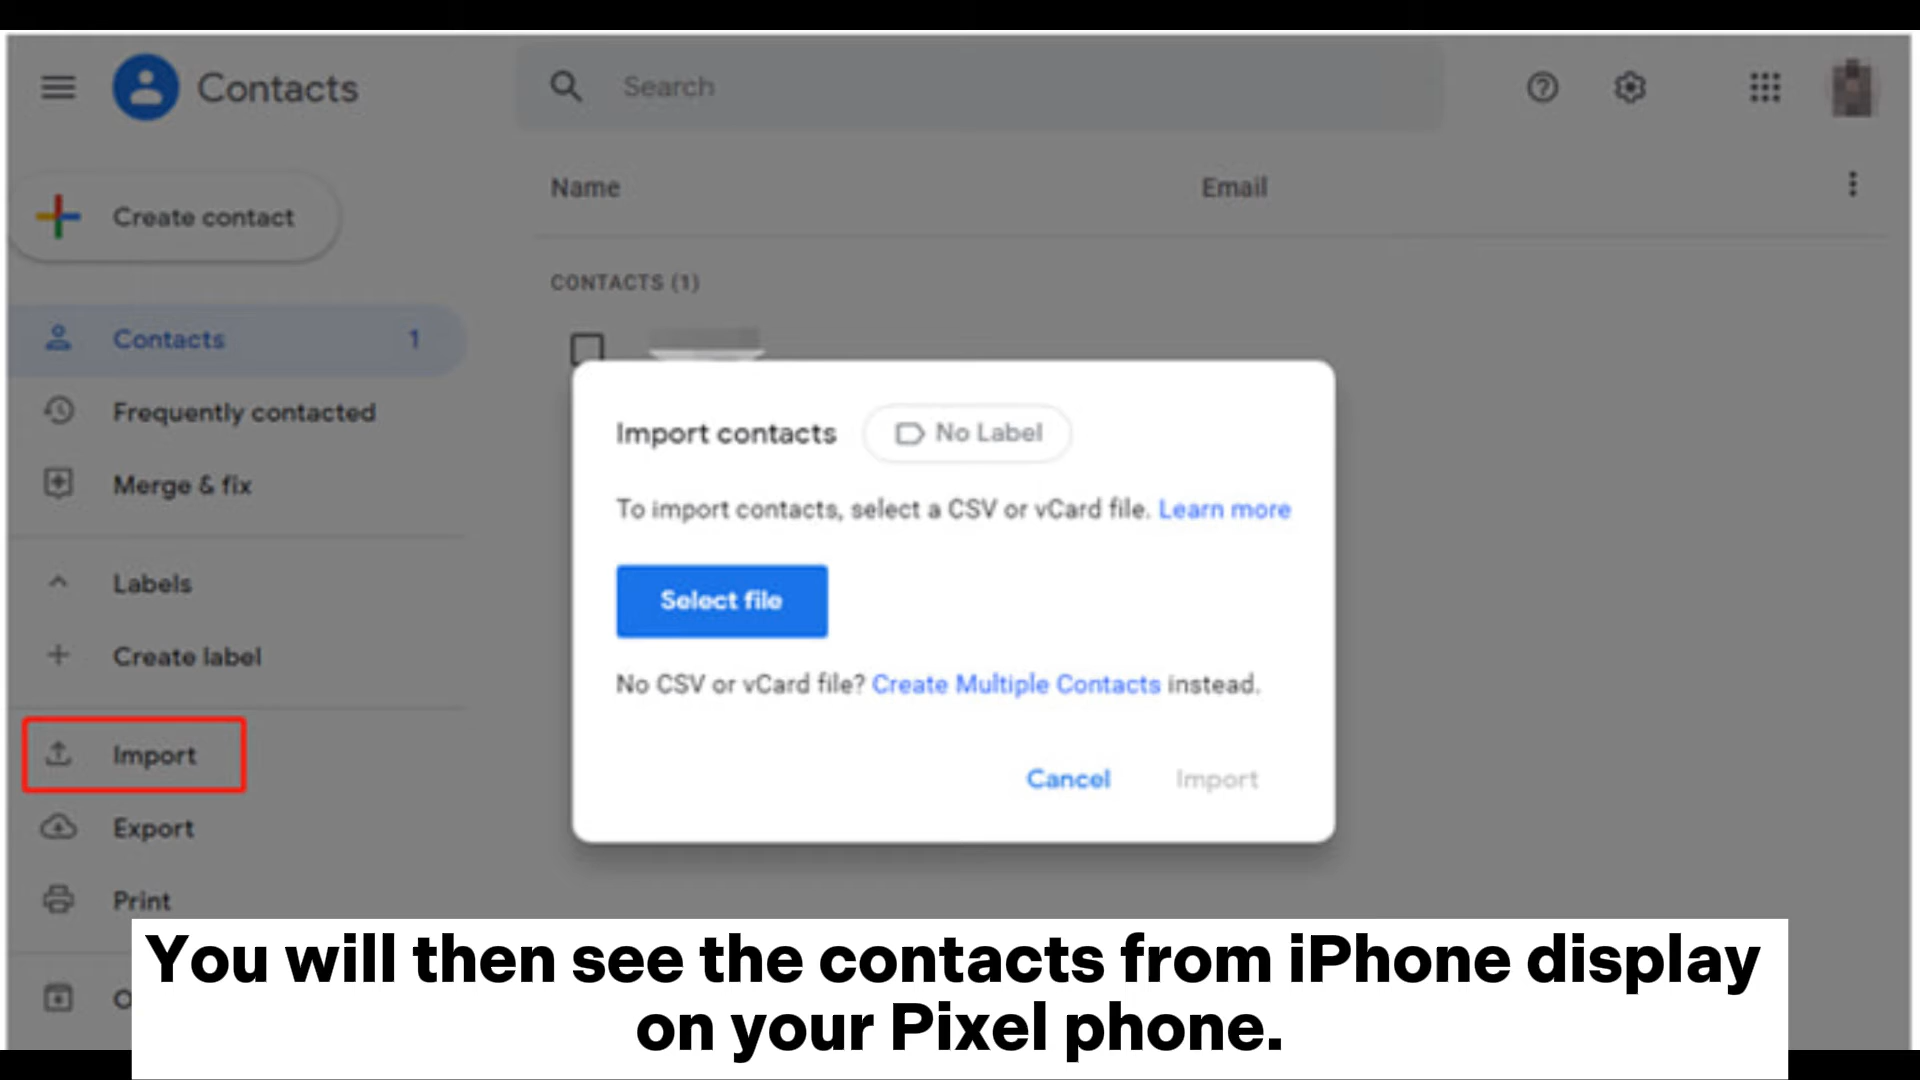 Contacts
Search
Name Email
Create contact
CONTACTS (1)
Contacts 1
Frequently contacted
Merge & fix
Labels
Create label
Import
Export
Print
Import contacts No Label
To import contacts, select a CSV or vCard file. Learn more
Select file
No CSV or vCard file? Create Multiple Contacts instead.
Cancel Import
You will then see the contacts from iPhone display
on your Pixel phone.